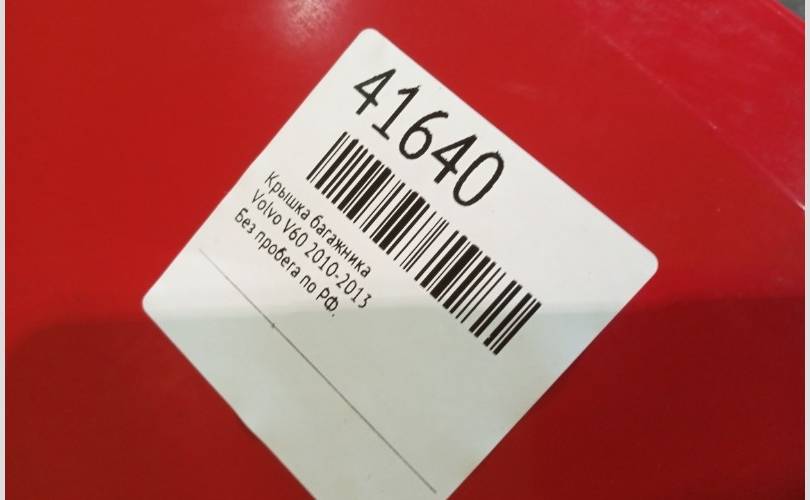 41640
Крышка багажника
Volvo V60 2010-2013
Без пробега по РФ.